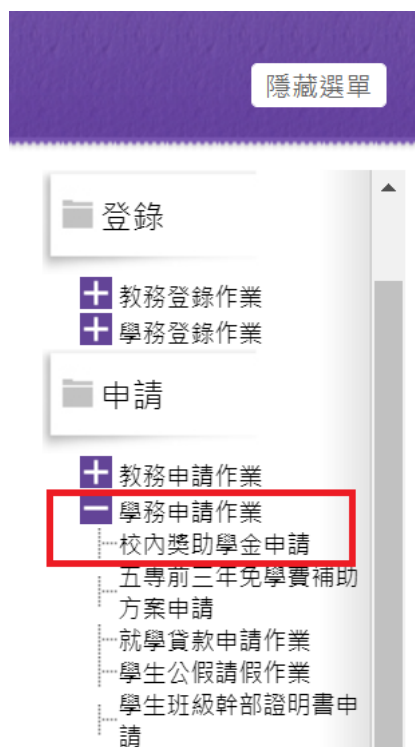 隱藏選單
登錄
教務登錄作業
學務登錄作業
申請
教務申請作業
學務申請作業
校內獎助學金申請
五專前三年免學費補助
方案申請
就學貸款申請作業
學生公假請假作業
學生班級幹部證明書申
請